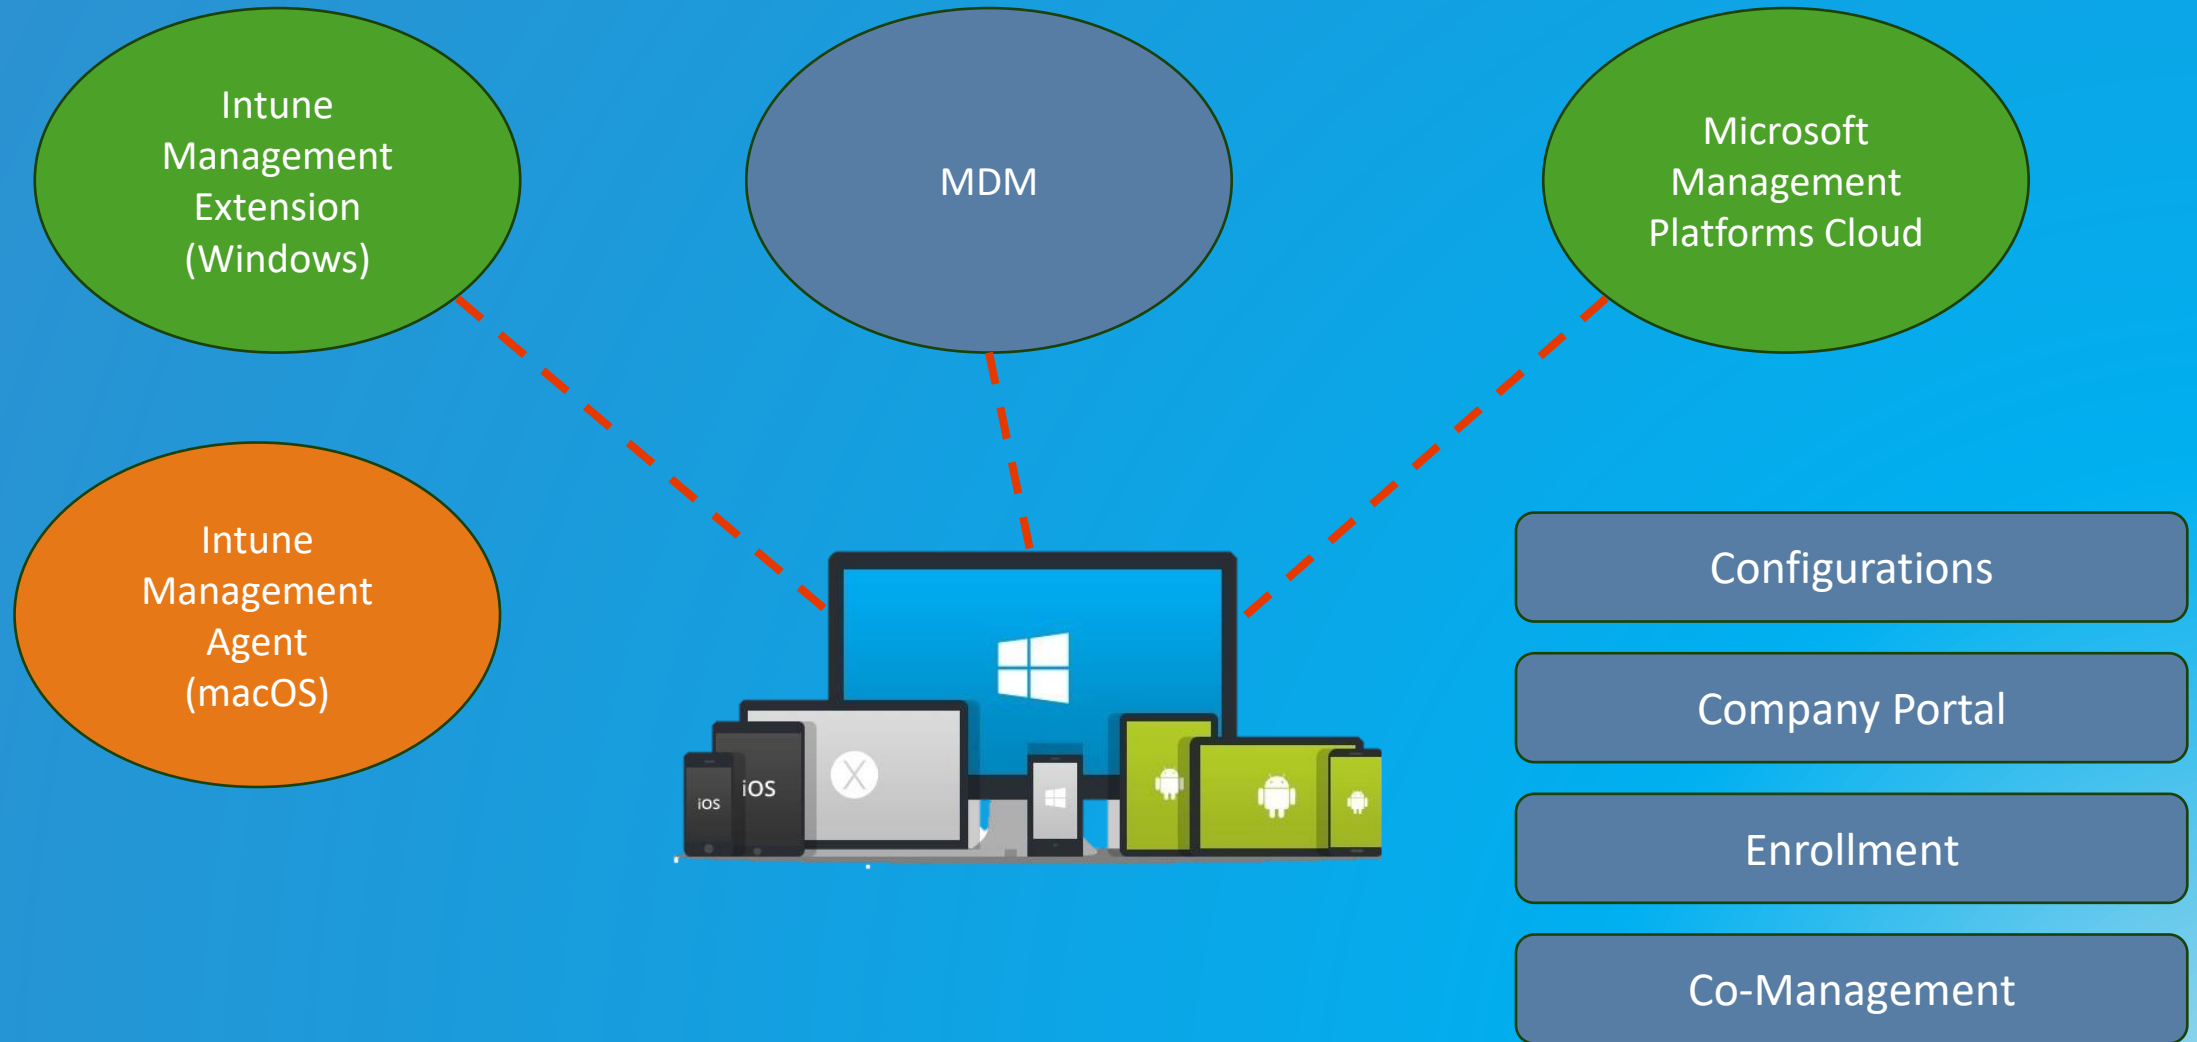 Intune
Management
Extension
(Windows)
MDM
Microsoft
Management
Platforms Cloud
Intune
Management
Agent
(macOS)
Configurations
Company Portal
Enrollment
Co-Management
iOS
iOS
X